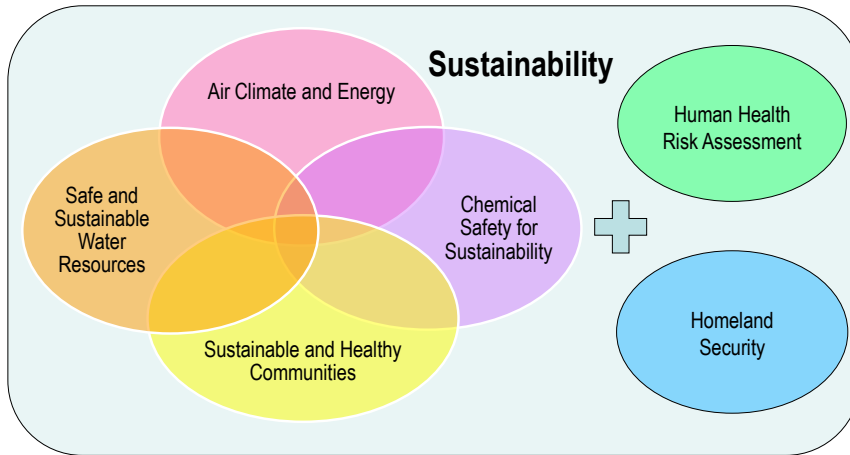 Sustainability
Air Climate and Energy
Human Health
Risk Assessment
Safe and
Sustainable
Water
Resources
Chemical
Safety for
Sustainability
Sustainable and Healthy
Communities
Homeland
Security